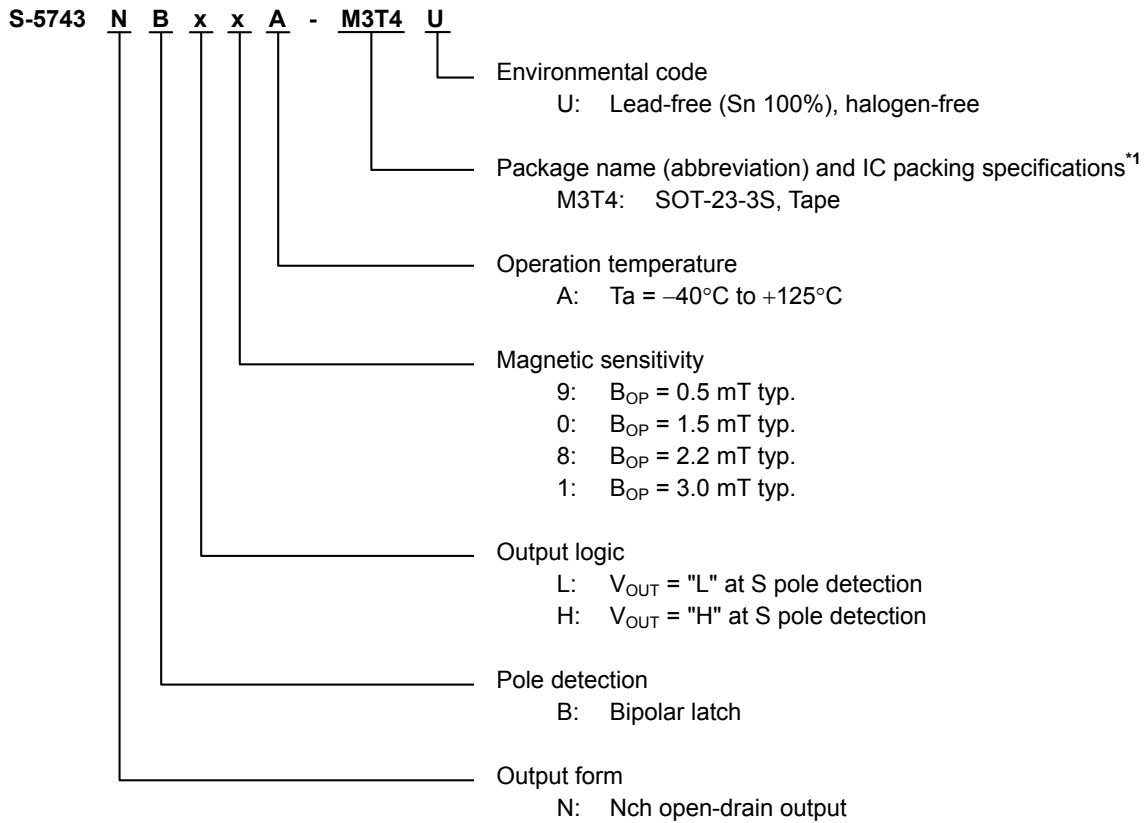 S-5743 N B x x A - M3T4 U
Environmental code
U: Lead-free (Sn 100%), halogen-free
Package name (abbreviation) and IC packing specifications*1
M3T4: SOT-23-3S, Tape
Operation temperature
A: Ta = −40°C to +125°C
Magnetic sensitivity
9: BOP = 0.5 mT typ.
0: BOP = 1.5 mT typ.
8: BOP = 2.2 mT typ.
1: BOP = 3.0 mT typ.
Output logic
L: VOUT = "L" at S pole detection
H: VOUT = "H" at S pole detection
Pole detection
B: Bipolar latch
Output form
N: Nch open-drain output